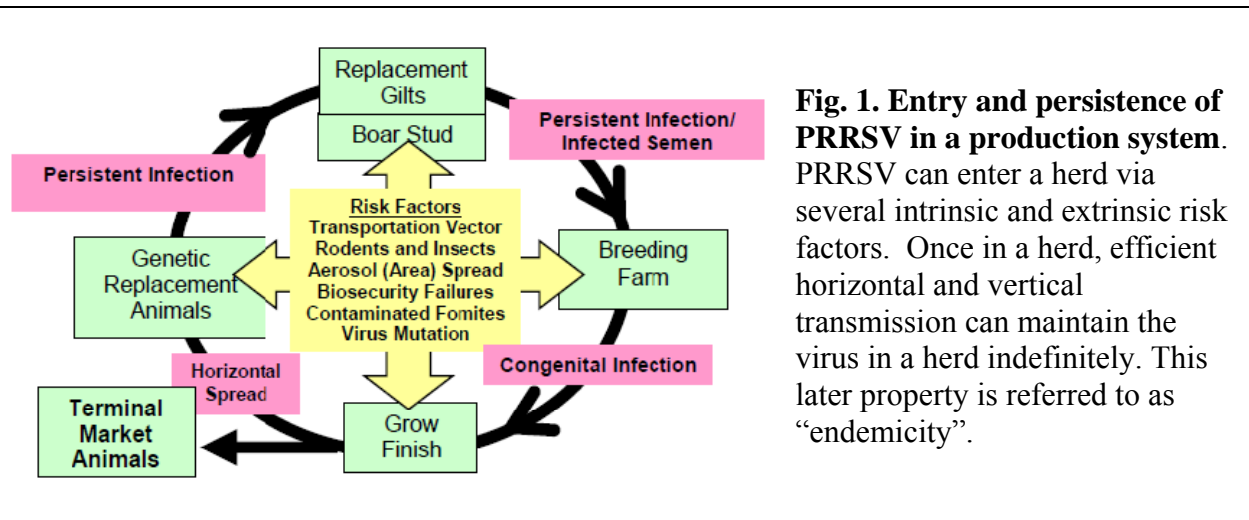 Replacement
Gilts
Boar Stud
Persistent Infection/
Infected Semen
Persistent Infection
Risk Factors
Transportation Vector
Rodents and Insects
Aerosol (Area) Spread
Biosecurity Failures
Contaminated Fomites
Virus Mutation
Genetic
Replacement
Animals
Breeding
Farm
Horizontal
Spread
Congenital Infection
Terminal
Market
Animals
Grow
Finish
Fig. 1. Entry and persistence of
PRRSV in a production system.
PRRSV can enter a herd via
several intrinsic and extrinsic risk
factors. Once in a herd, efficient
horizontal and vertical
transmission can maintain the
virus in a herd indefinitely. This
later property is referred to as
“endemicity”.